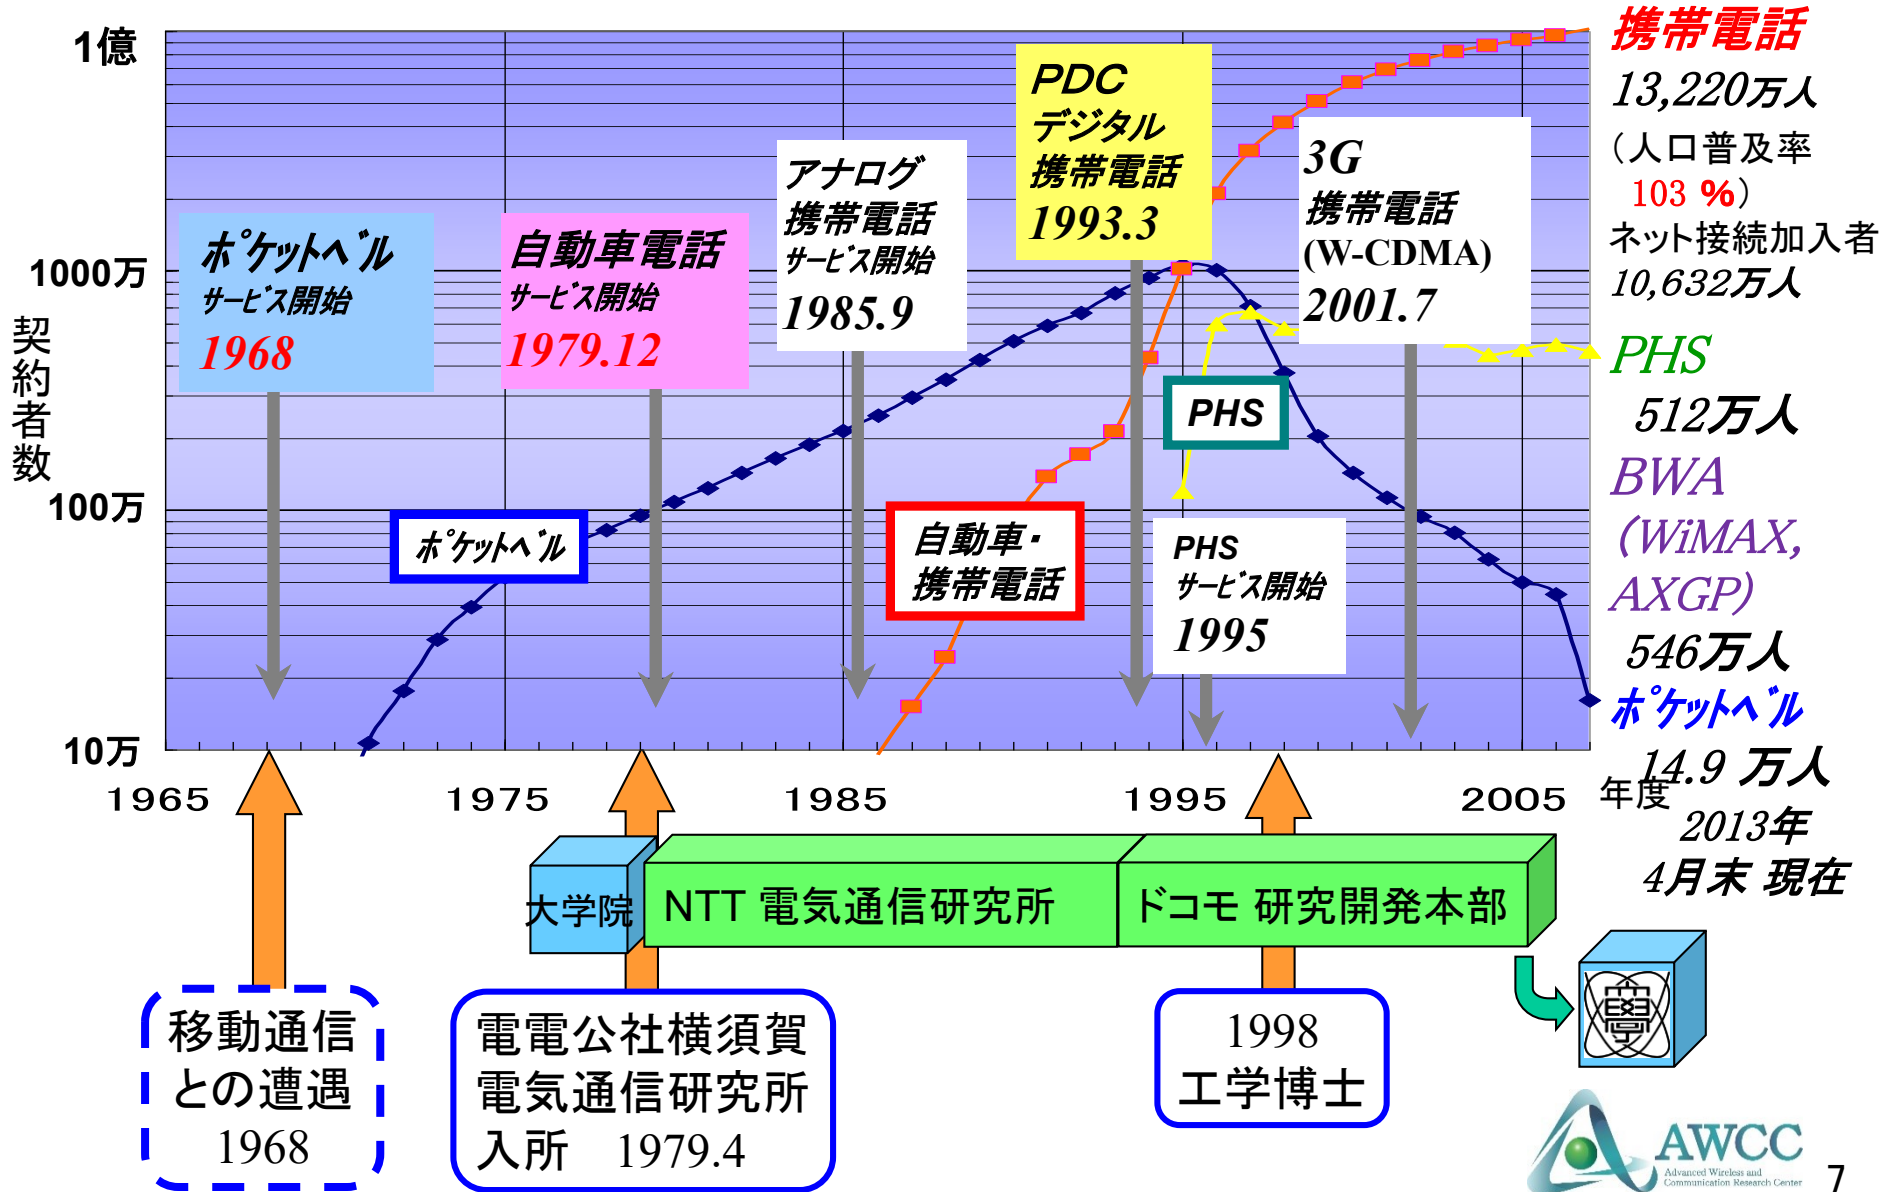 1億
1000万
100万
10万
契約者数
1965
1975
1985
1995
2005
年度
ポケットベル
サービス開始
1968
自動車電話
サービス開始
1979.12
アナログ
携帯電話
サービス開始
1985.9
PDC
デジタル
携帯電話
1993.3
3G
携帯電話
(W-CDMA)
2001.7
ポケットベル
自動車・
携帯電話
PHS
PHS
サービス開始
1995
携帯電話
13,220万人
（人口普及率
103 %）
ネット接続加入者
10,632万人
PHS
512万人
BWA
(WiMAX,
AXGP)
546万人
ポケットベル
14.9 万人
2013年
4月末 現在
大学院
NTT 電気通信研究所
ドコモ 研究開発本部
移動通信
との遭遇
1968
電電公社横須賀
電気通信研究所
入所 1979.4
1998
工学博士
大學
AWCC
Advanced Wireless and
Communication Research Center
7